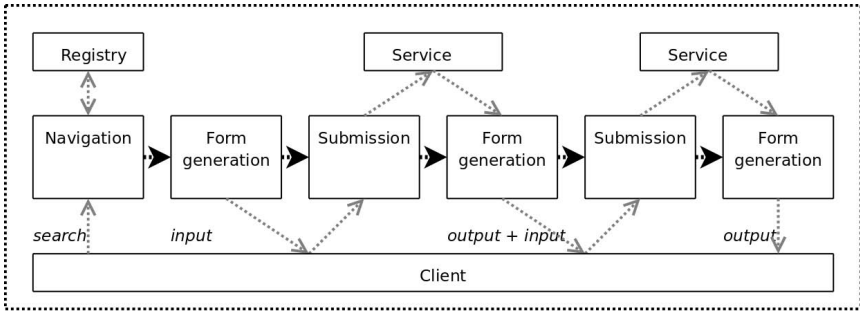 Registry
Service
Service
Navigation
Form
generation
Submission
Form
generation
Submission
Form
generation
search
input
output + input
output
Client